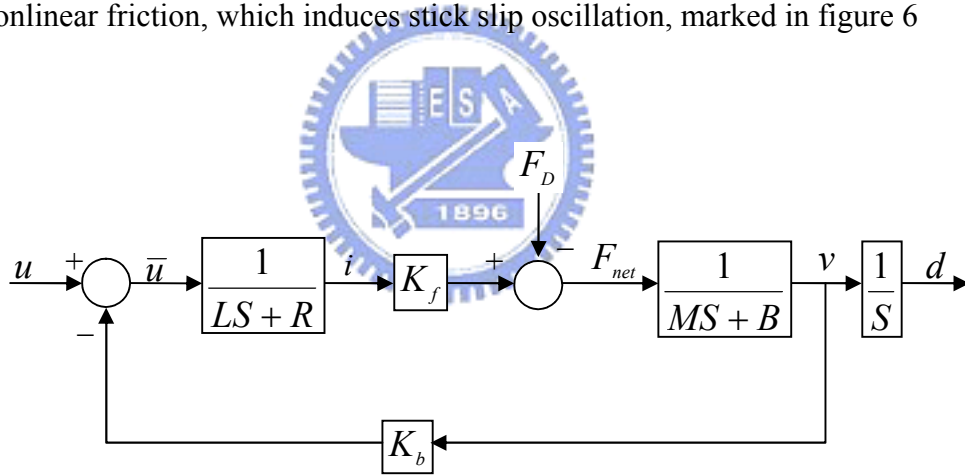 onlinear friction, which induces stick slip oscillation, marked in figure 6
E S A
1896
F_D
u + ū 1/(LS + R) i K_f + − F_net 1/(MS + B) v 1/S d
−
K_b